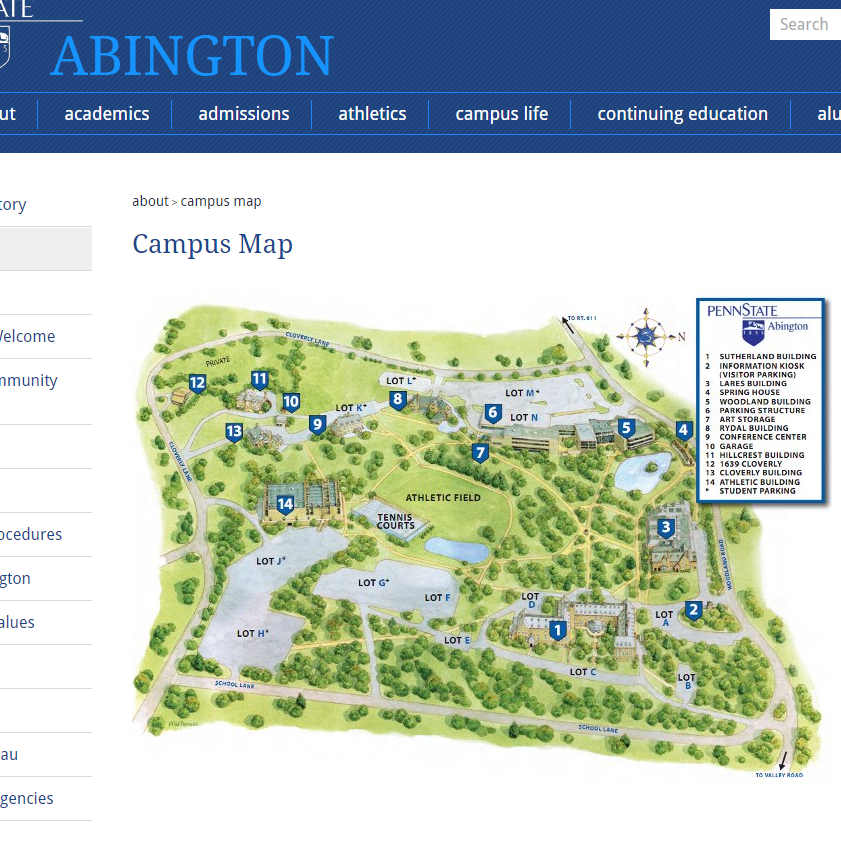 ATE
ABINGTON
Search
ut
academics
admissions
athletics
campus life
continuing education
alu
about > campus map
tory
Campus Map
Welcome
mmunity
ocedures
gton
alues
au
gencies
TO RT. 611
N
CLOVERLY LANE
PRIVATE
12
11
10
LOT L*
LOT M*
LOT K*
8
6
LOT N
9
13
5
4
7
CLOVERLY LANE
14
ATHLETIC FIELD
TENNIS
COURTS
3
LOT J*
WOODLAND ROAD
LOT G*
LOT F
LOT
D
LOT
A
2
1
LOT H*
LOT E
LOT C
LOT
B
SCHOOL LANE
SCHOOL LANE
TO VALLEY ROAD
PENNSTATE
1855
Abington
1 SUTHERLAND BUILDING
2 INFORMATION KIOSK
(VISITOR PARKING)
3 LARES BUILDING
4 SPRING HOUSE
5 WOODLAND BUILDING
6 PARKING STRUCTURE
7 ART STORAGE
8 RYDAL BUILDING
9 CONFERENCE CENTER
10 GARAGE
11 HILLCREST BUILDING
12 1639 CLOVERLY
13 CLOVERLY BUILDING
14 ATHLETIC BUILDING
* STUDENT PARKING